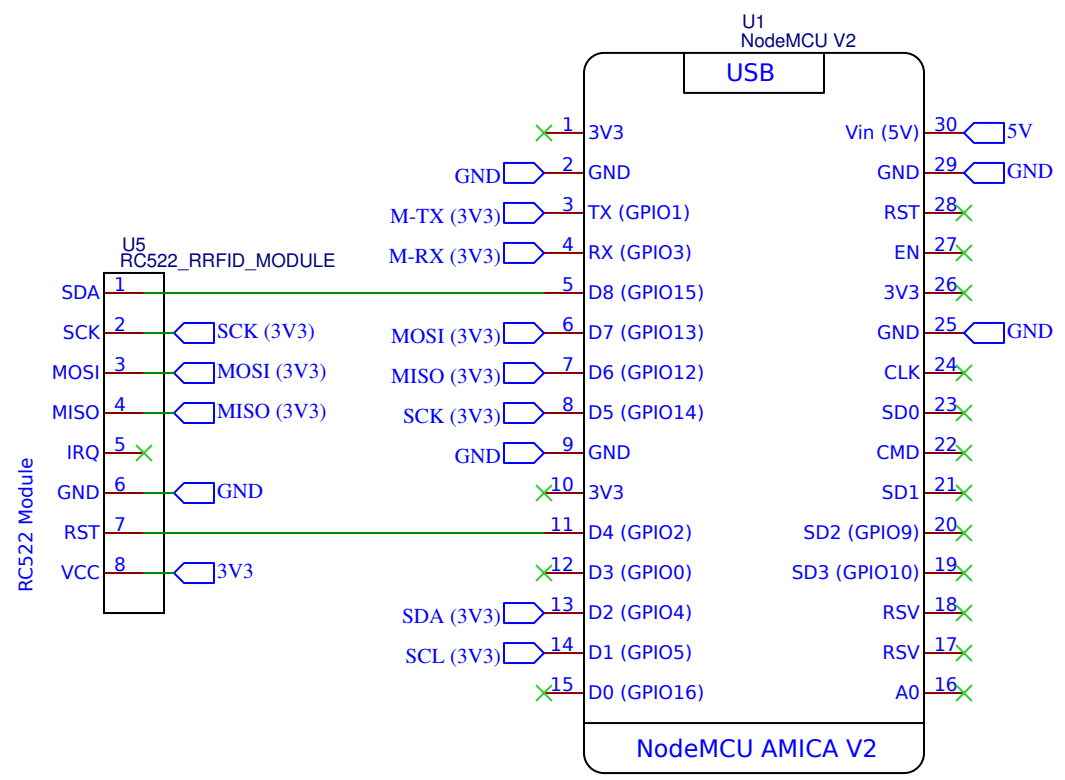 U1
NodeMCU V2
USB
1 3V3
Vin (5V) 30 5V
GND 2 GND
GND 29 GND
M-TX (3V3) 3 TX (GPIO1)
RST 28
M-RX (3V3) 4 RX (GPIO3)
EN 27
U5
RC522_RRFID_MODULE
SDA 1
5 D8 (GPIO15)
3V3 26
SCK 2 SCK (3V3)
MOSI (3V3) 6 D7 (GPIO13)
GND 25 GND
MOSI 3 MOSI (3V3)
MISO (3V3) 7 D6 (GPIO12)
CLK 24
MISO 4 MISO (3V3)
SCK (3V3) 8 D5 (GPIO14)
SD0 23
IRQ 5
GND 9 GND
CMD 22
GND 6 GND
10 3V3
SD1 21
RST 7
11 D4 (GPIO2)
SD2 (GPIO9) 20
VCC 8 3V3
12 D3 (GPIO0)
SD3 (GPIO10) 19
RC522 Module
SDA (3V3) 13 D2 (GPIO4)
RSV 18
SCL (3V3) 14 D1 (GPIO5)
RSV 17
15 D0 (GPIO16)
A0 16
NodeMCU AMICA V2